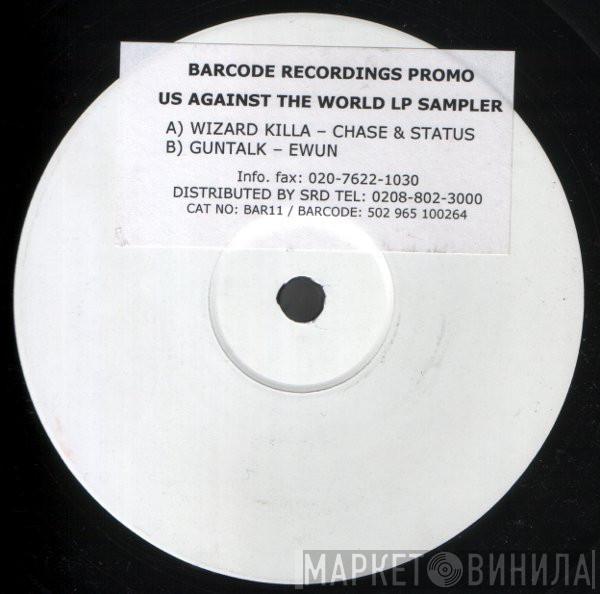 BARCODE RECORDINGS PROMO
US AGAINST THE WORLD LP SAMPLER
A) WIZARD KILLA – CHASE & STATUS
B) GUNTALK – EWUN
Info. fax: 020-7622-1030
DISTRIBUTED BY SRD TEL: 0208-802-3000
CAT NO: BAR11 / BARCODE: 502 965 100264
МАРКЕТ ВИНИЛА